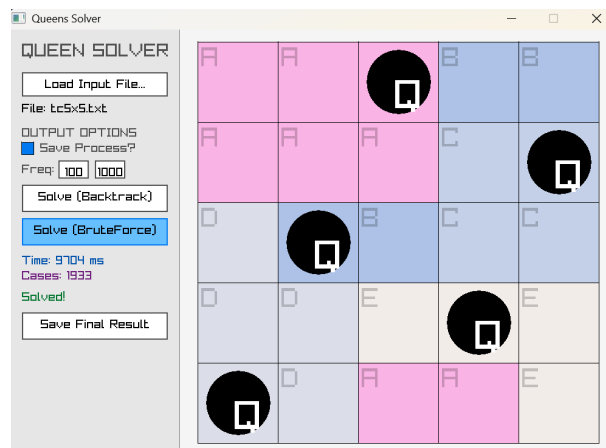 Queens Solver
QUEEN SOLVER
Load Input File...
File: tc5x5.txt
OUTPUT OPTIONS
Save Process?
Freq: 100 1000
Solve (Backtrack)
Solve (BruteForce)
Time: 9704 ms
Cases: 1933
Solved!
Save Final Result
A A Q B B
A A A C Q
D Q B C C
D D E Q E
Q D A A E